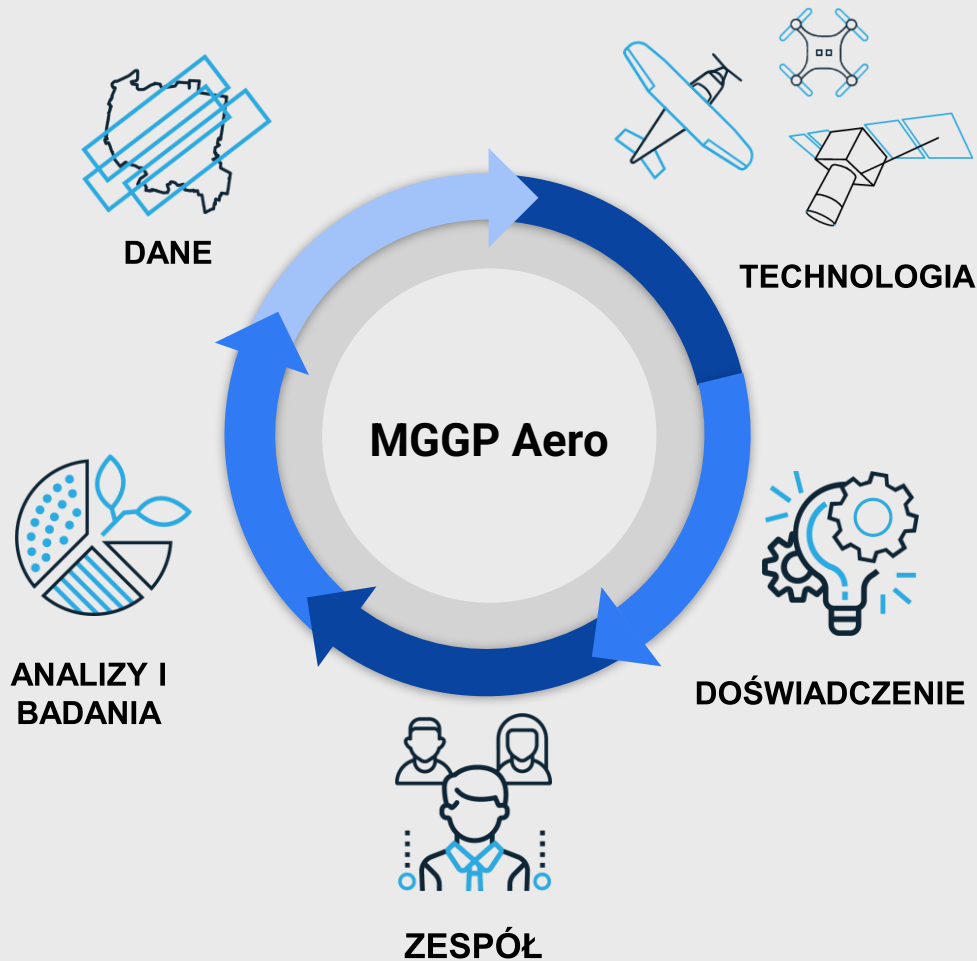 DANE
TECHNOLOGIA
MGGP Aero
ANALIZY I
BADANIA
DOŚWIADCZENIE
ZESPÓŁ